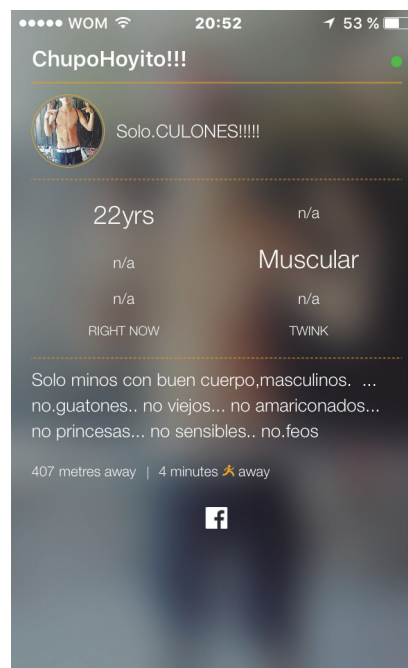 WOM 20:52 53 %
ChupoHoyito!!!
Solo.CULONES!!!!!
22yrs n/a
n/a Muscular
n/a n/a
RIGHT NOW TWINK
Solo minos con buen cuerpo,masculinos. ...
no.guatones.. no viejos... no amariconados...
no princesas... no sensibles.. no.feos
407 metres away | 4 minutes away